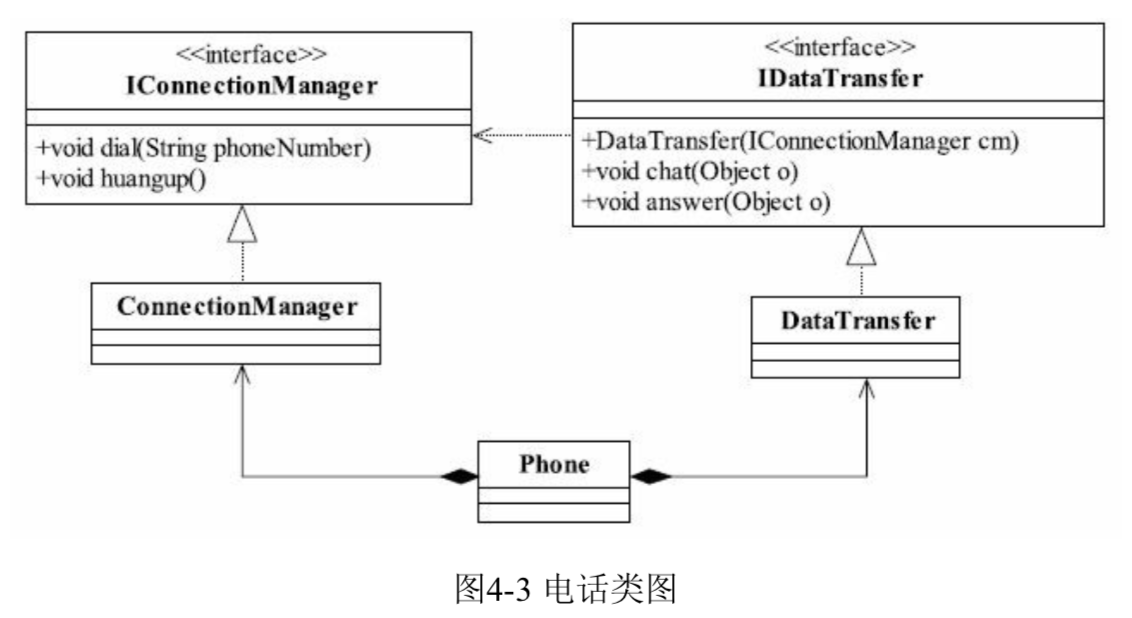 <<interface>>
IConnectionManager
+void dial(String phoneNumber)
+void huangup()
<<interface>>
IDataTransfer
+DataTransfer(IConnectionManager cm)
+void chat(Object o)
+void answer(Object o)
ConnectionManager
DataTransfer
Phone
图4-3 电话类图